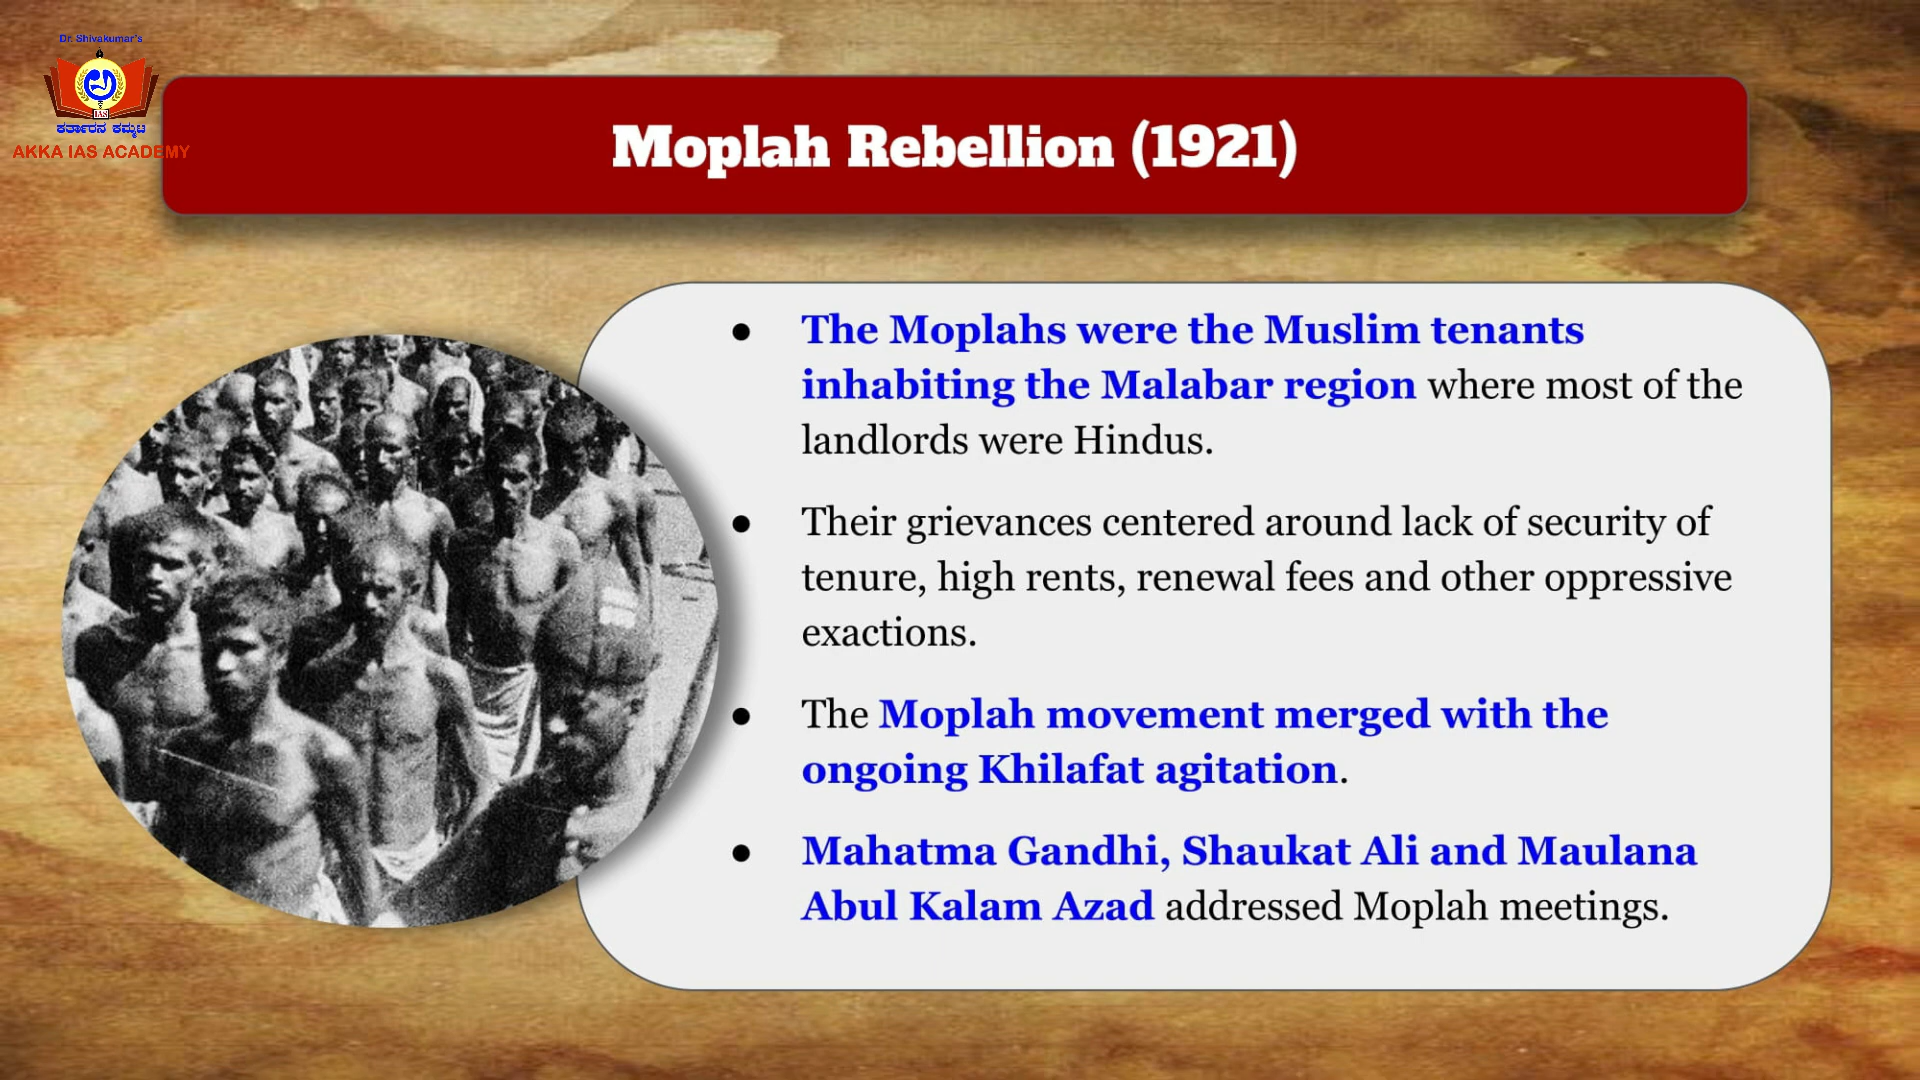 Dr. Shivakumar's
IAS
ಕರ್ತಾರನ ಕಮ್ಮಟ
AKKA IAS ACADEMY
Moplah Rebellion (1921)
● The Moplahs were the Muslim tenants
inhabiting the Malabar region where most of the
landlords were Hindus.
● Their grievances centered around lack of security of
tenure, high rents, renewal fees and other oppressive
exactions.
● The Moplah movement merged with the
ongoing Khilafat agitation.
● Mahatma Gandhi, Shaukat Ali and Maulana
Abul Kalam Azad addressed Moplah meetings.